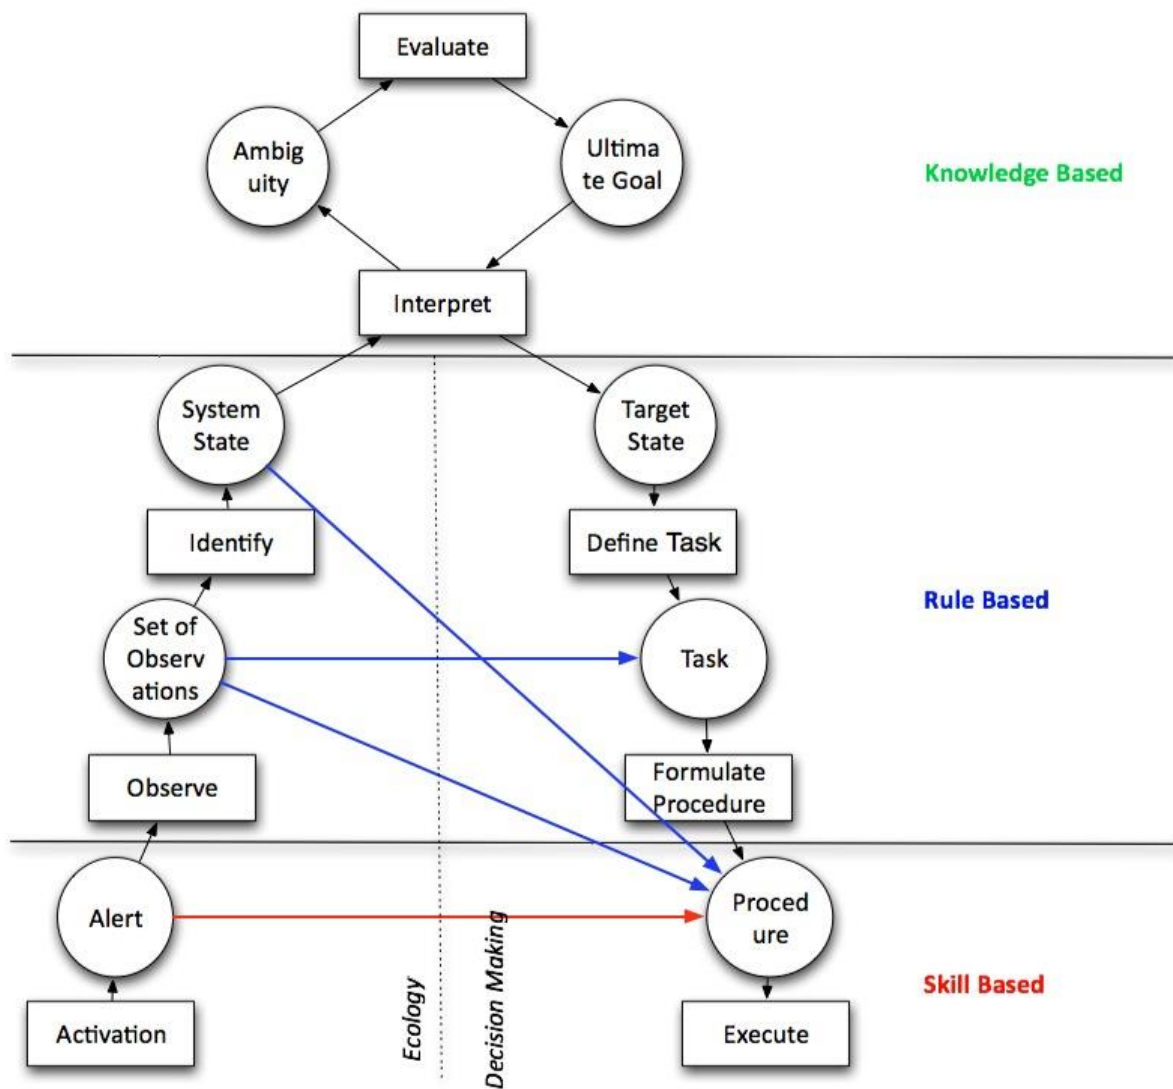 Evaluate
Ambig
uity
Ultima
te Goal
Knowledge Based
Interpret
System
State
Target
State
Identify
Define Task
Rule Based
Set of
Observ
ations
Task
Observe
Formulate
Procedure
Alert
Proced
ure
Ecology
Decision Making
Skill Based
Activation
Execute